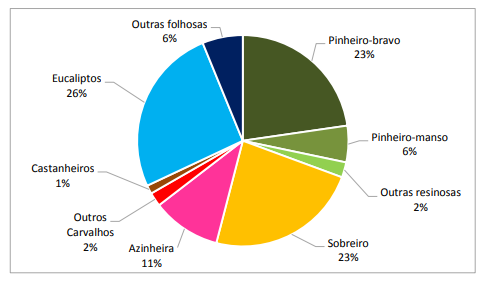 Outras folhosas
6%
Pinheiro-bravo
23%
Eucaliptos
26%
Pinheiro-manso
6%
Castanheiros
1%
Outras resinosas
2%
Outros
Carvalhos
2%
Azinheira
11%
Sobreiro
23%